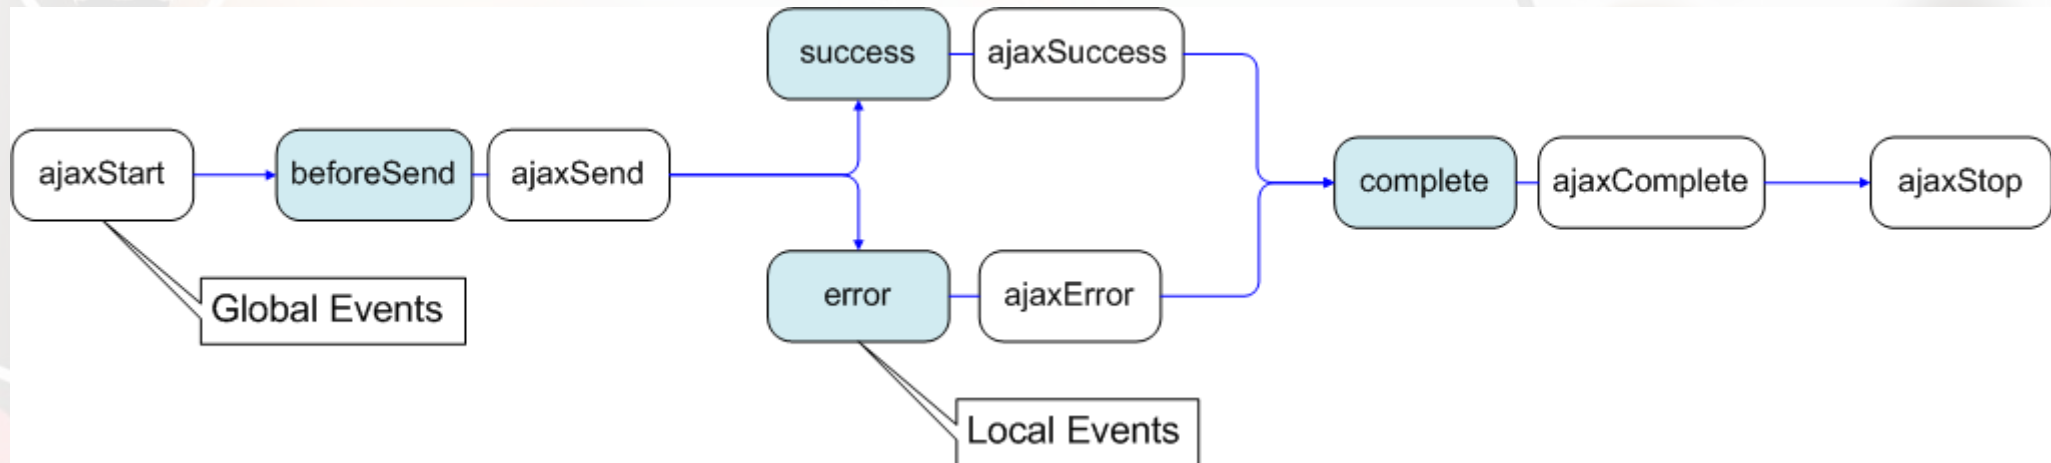 success
ajaxSuccess
ajaxStart
beforeSend
ajaxSend
complete
ajaxComplete
ajaxStop
error
ajaxError
Global Events
Local Events